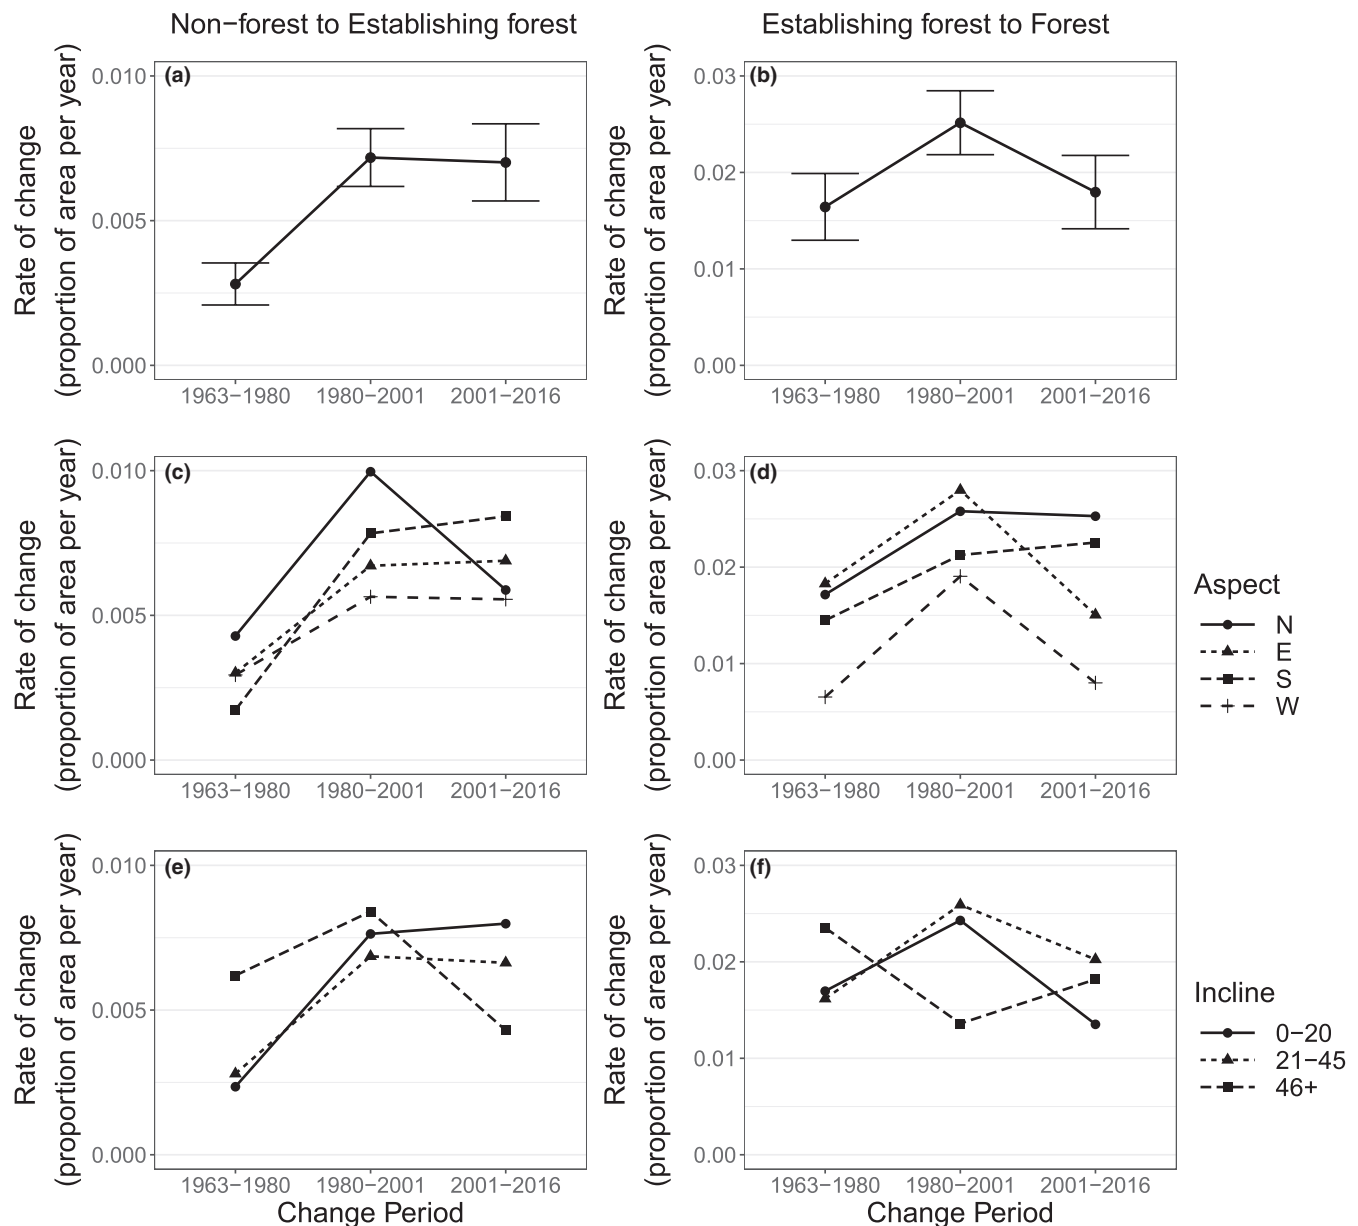 Non−forest to Establishing forest
Establishing forest to Forest
Rate of change
(proportion of area per year)
0.010
0.005
0.000
(a)
1963−1980 1980−2001 2001−2016
Rate of change
(proportion of area per year)
0.03
0.02
0.01
0.00
(b)
1963−1980 1980−2001 2001−2016
Rate of change
(proportion of area per year)
0.010
0.005
0.000
(c)
1963−1980 1980−2001 2001−2016
Rate of change
(proportion of area per year)
0.03
0.02
0.01
0.00
(d)
1963−1980 1980−2001 2001−2016
Aspect
N
E
S
W
Rate of change
(proportion of area per year)
0.010
0.005
0.000
(e)
1963−1980 1980−2001 2001−2016
Change Period
Rate of change
(proportion of area per year)
0.03
0.02
0.01
0.00
(f)
1963−1980 1980−2001 2001−2016
Change Period
Incline
0−20
21−45
46+